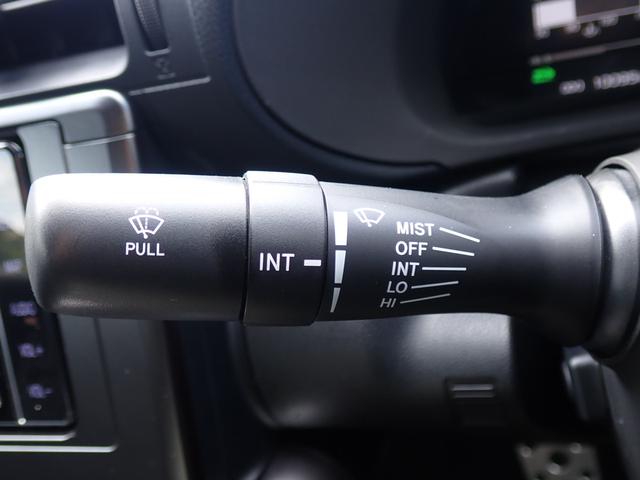 PULL
INT
MIST
OFF
INT
LO
HI